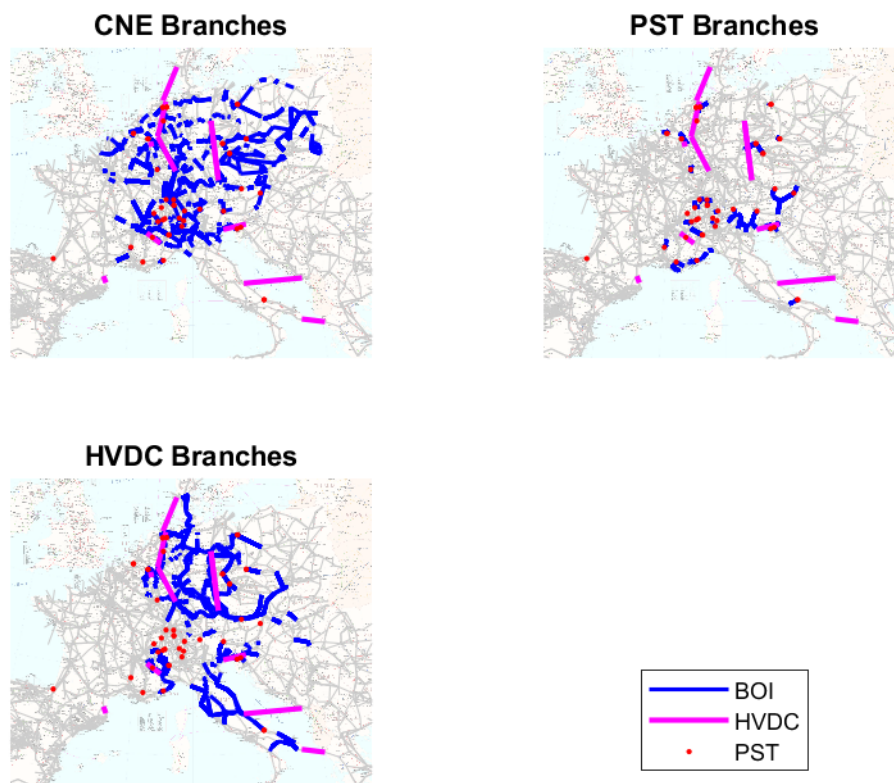 CNE Branches
PST Branches
HVDC Branches
BOI
HVDC
PST